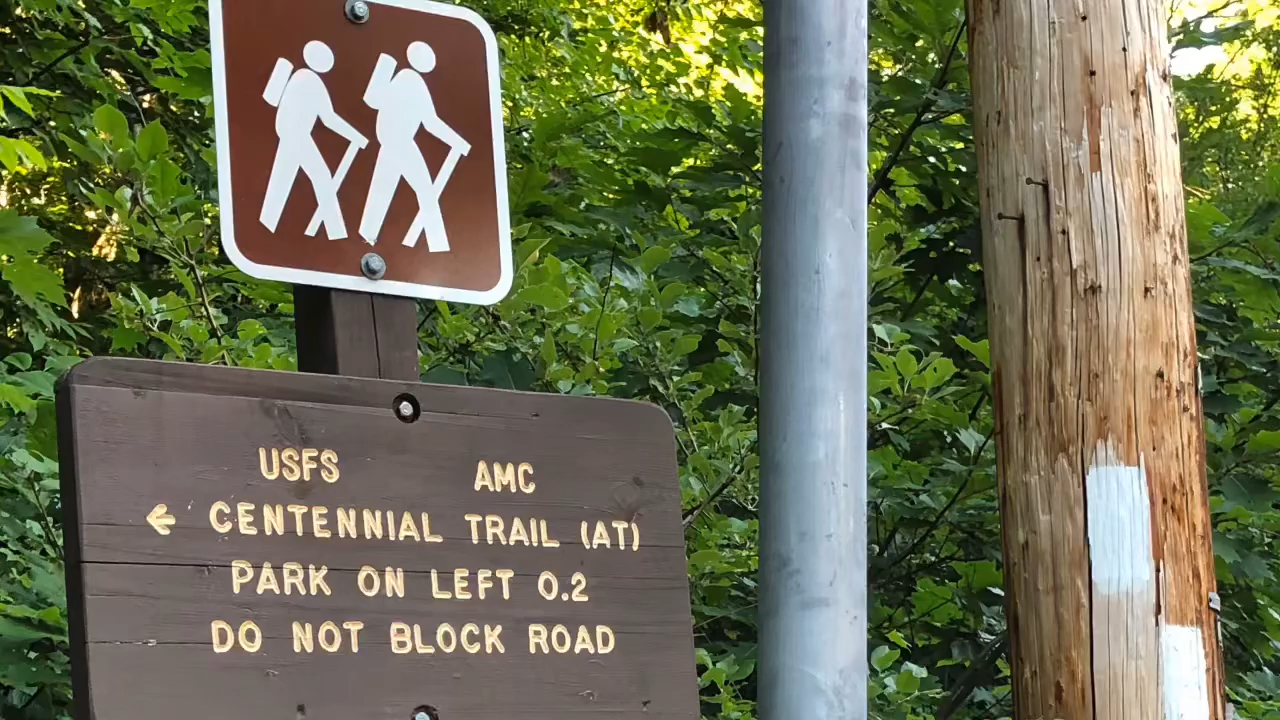 USFS AMC
← CENTENNIAL TRAIL (AT)
PARK ON LEFT 0.2
DO NOT BLOCK ROAD